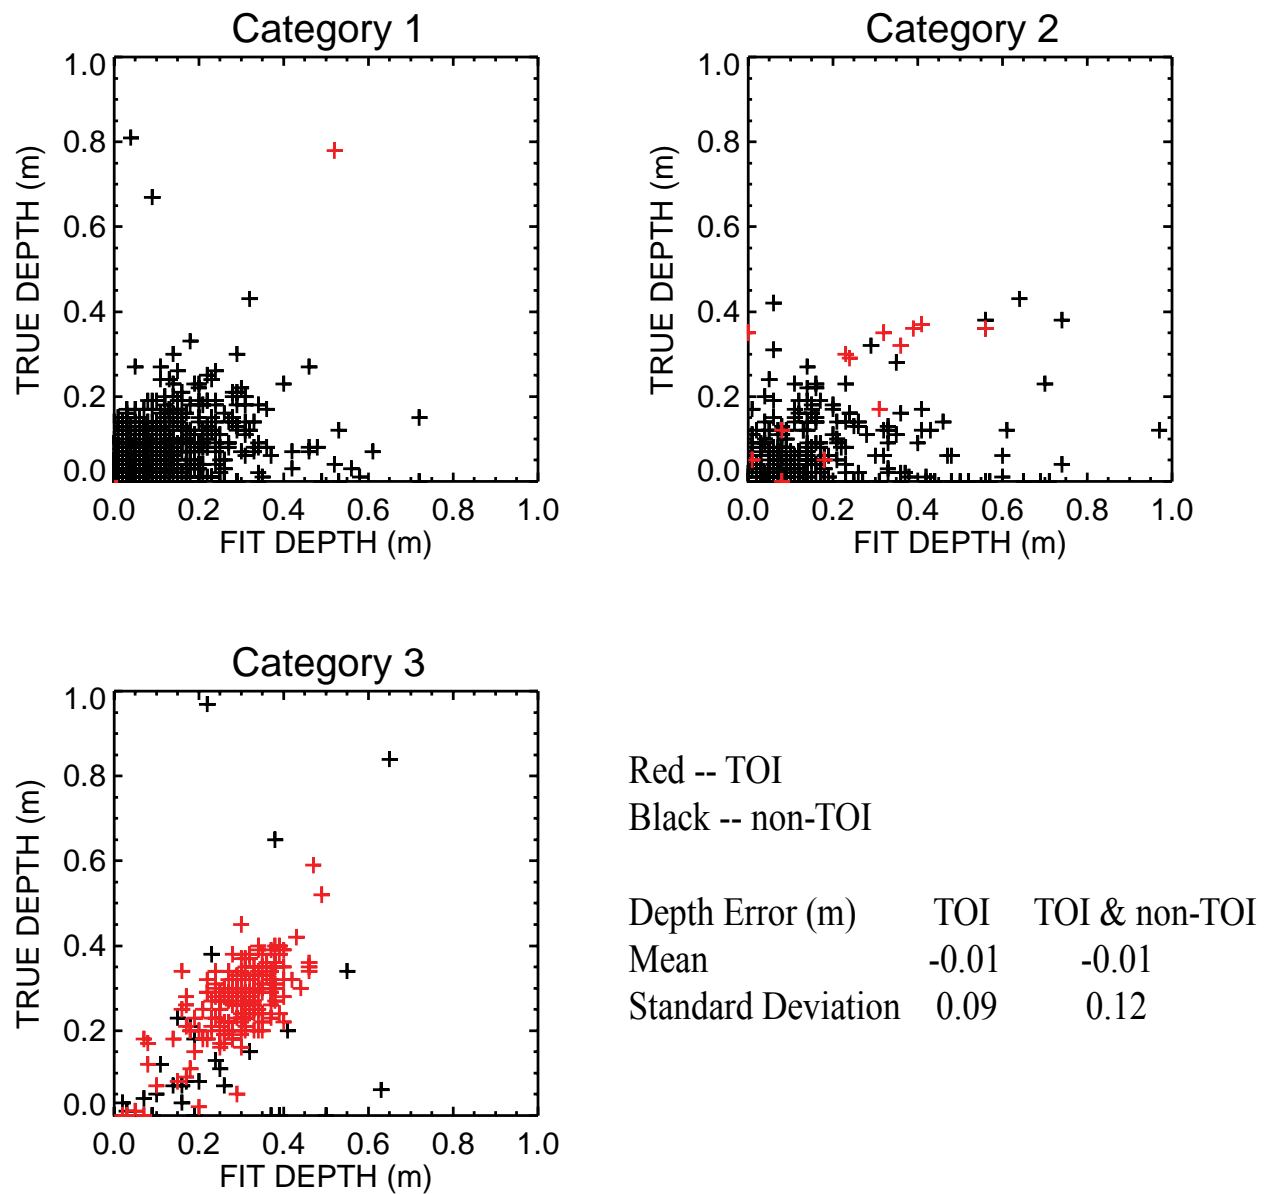 Category 1
1.0
0.8
0.6
0.4
0.2
0.0
TRUE DEPTH (m)
0.0 0.2 0.4 0.6 0.8 1.0
FIT DEPTH (m)
Category 2
1.0
0.8
0.6
0.4
0.2
0.0
TRUE DEPTH (m)
0.0 0.2 0.4 0.6 0.8 1.0
FIT DEPTH (m)
Category 3
1.0
0.8
0.6
0.4
0.2
0.0
TRUE DEPTH (m)
0.0 0.2 0.4 0.6 0.8 1.0
FIT DEPTH (m)
Red -- TOI
Black -- non-TOI
Depth Error (m) TOI TOI & non-TOI
Mean -0.01 -0.01
Standard Deviation 0.09 0.12